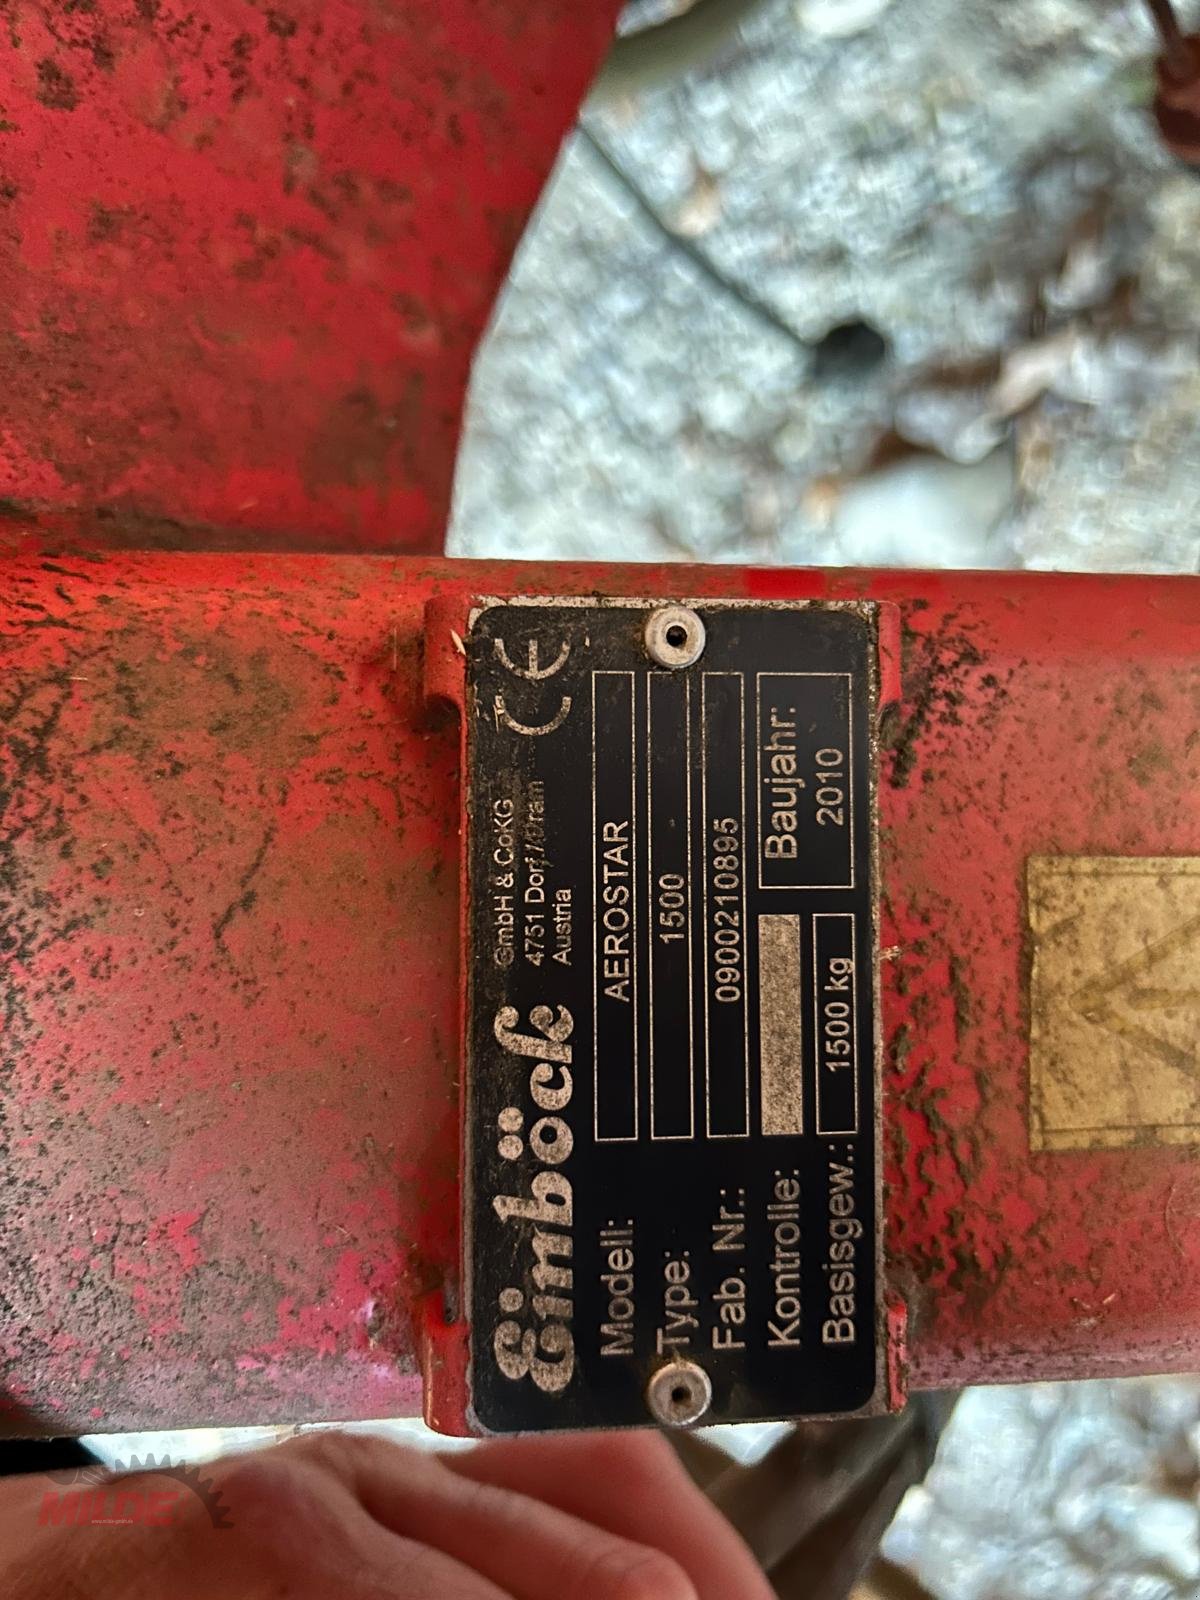 Einböck
GmbH & CoKG
4751 Dorf /Pram
Austria
CE
Modell: AEROSTAR
Type: 1500
Fab. Nr.: 0900210895
Kontrolle:
Baujahr:
2010
Basisgew.: 1500 kg
MILDE